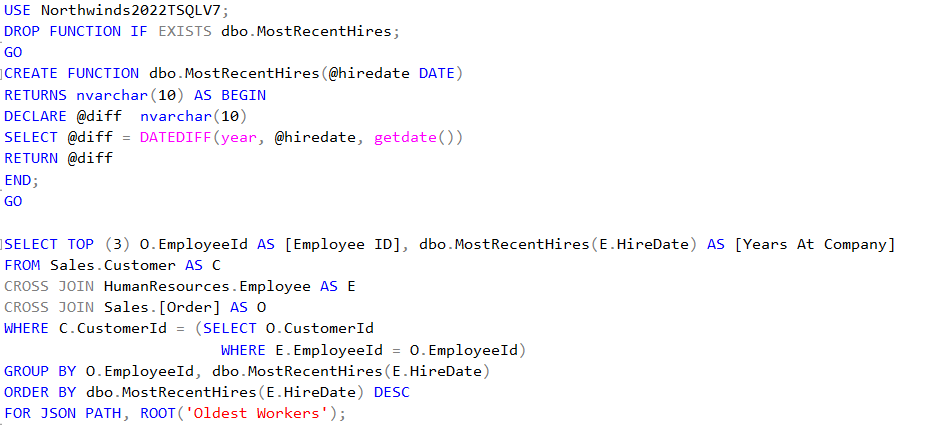 USE Northwinds2022TSQLV7;
DROP FUNCTION IF EXISTS dbo.MostRecentHires;
GO
CREATE FUNCTION dbo.MostRecentHires(@hiredate DATE)
RETURNS nvarchar(10) AS BEGIN
DECLARE @diff  nvarchar(10)
SELECT @diff = DATEDIFF(year, @hiredate, getdate())
RETURN @diff
END;
GO

SELECT TOP (3) O.EmployeeId AS [Employee ID], dbo.MostRecentHires(E.HireDate) AS [Years At Company]
FROM Sales.Customer AS C
CROSS JOIN HumanResources.Employee AS E
CROSS JOIN Sales.[Order] AS O
WHERE C.CustomerId = (SELECT O.CustomerId
                        WHERE E.EmployeeId = O.EmployeeId)
GROUP BY O.EmployeeId, dbo.MostRecentHires(E.HireDate)
ORDER BY dbo.MostRecentHires(E.HireDate) DESC
FOR JSON PATH, ROOT('Oldest Workers');